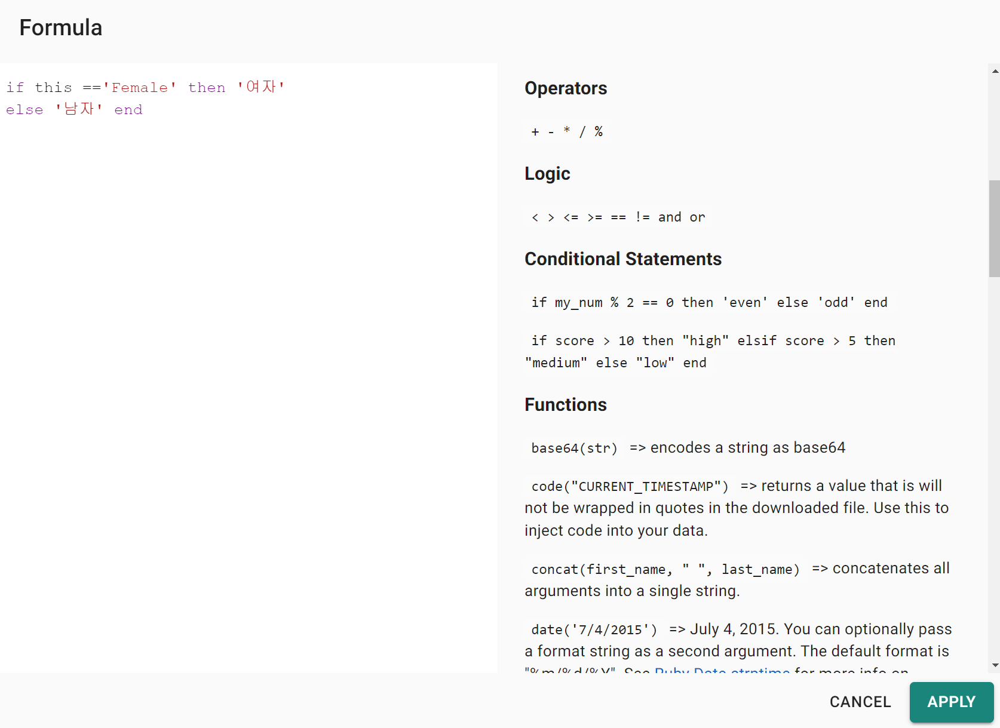 Formula
if this =='Female' then '여자'
else '남자' end
Operators
+ - * / %
Logic
< > <= >= == != and or
Conditional Statements
if my_num % 2 == 0 then 'even' else 'odd' end
if score > 10 then "high" elsif score > 5 then
"medium" else "low" end
Functions
base64(str) => encodes a string as base64
code("CURRENT_TIMESTAMP") => returns a value that is will
not be wrapped in quotes in the downloaded file. Use this to
inject code into your data.
concat(first_name, " ", last_name) => concatenates all
arguments into a single string.
date('7/4/2015') => July 4, 2015. You can optionally pass
a format string as a second argument. The default format is
"%m/%d/%Y". See Ruby Date strptime for more info on
CANCEL
APPLY